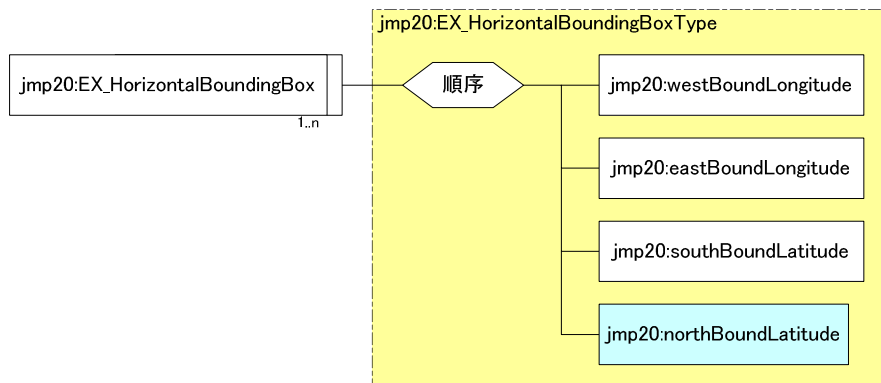 jmp20:EX_HorizontalBoundingBoxType
jmp20:EX_HorizontalBoundingBox
1..n
順序
jmp20:westBoundLongitude
jmp20:eastBoundLongitude
jmp20:southBoundLatitude
jmp20:northBoundLatitude